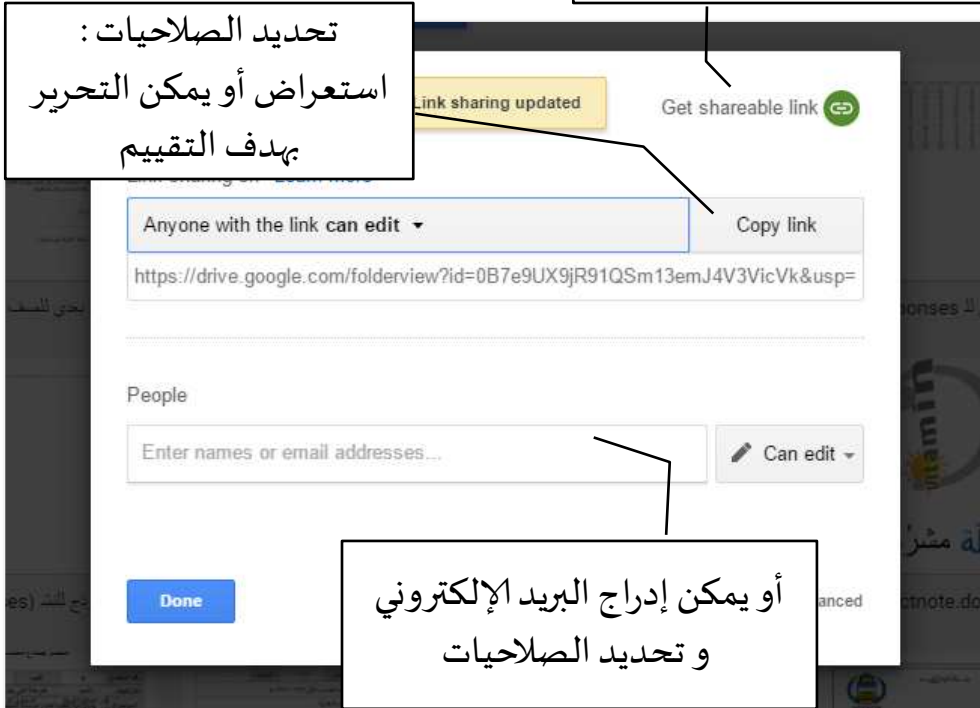 تحديد الصلاحيات :
استعراض أو يمكن التحرير
بهدف التقييم
Link sharing updated
Get shareable link
Anyone with the link can edit
Copy link
https://drive.google.com/folderview?id=0B7e9UX9jR91QSm13emJ4V3VicVk&usp=
People
Enter names or email addresses...
Can edit
أو يمكن إدراج البريد الإلكتروني
و تحديد الصلاحيات
Done
vitamin